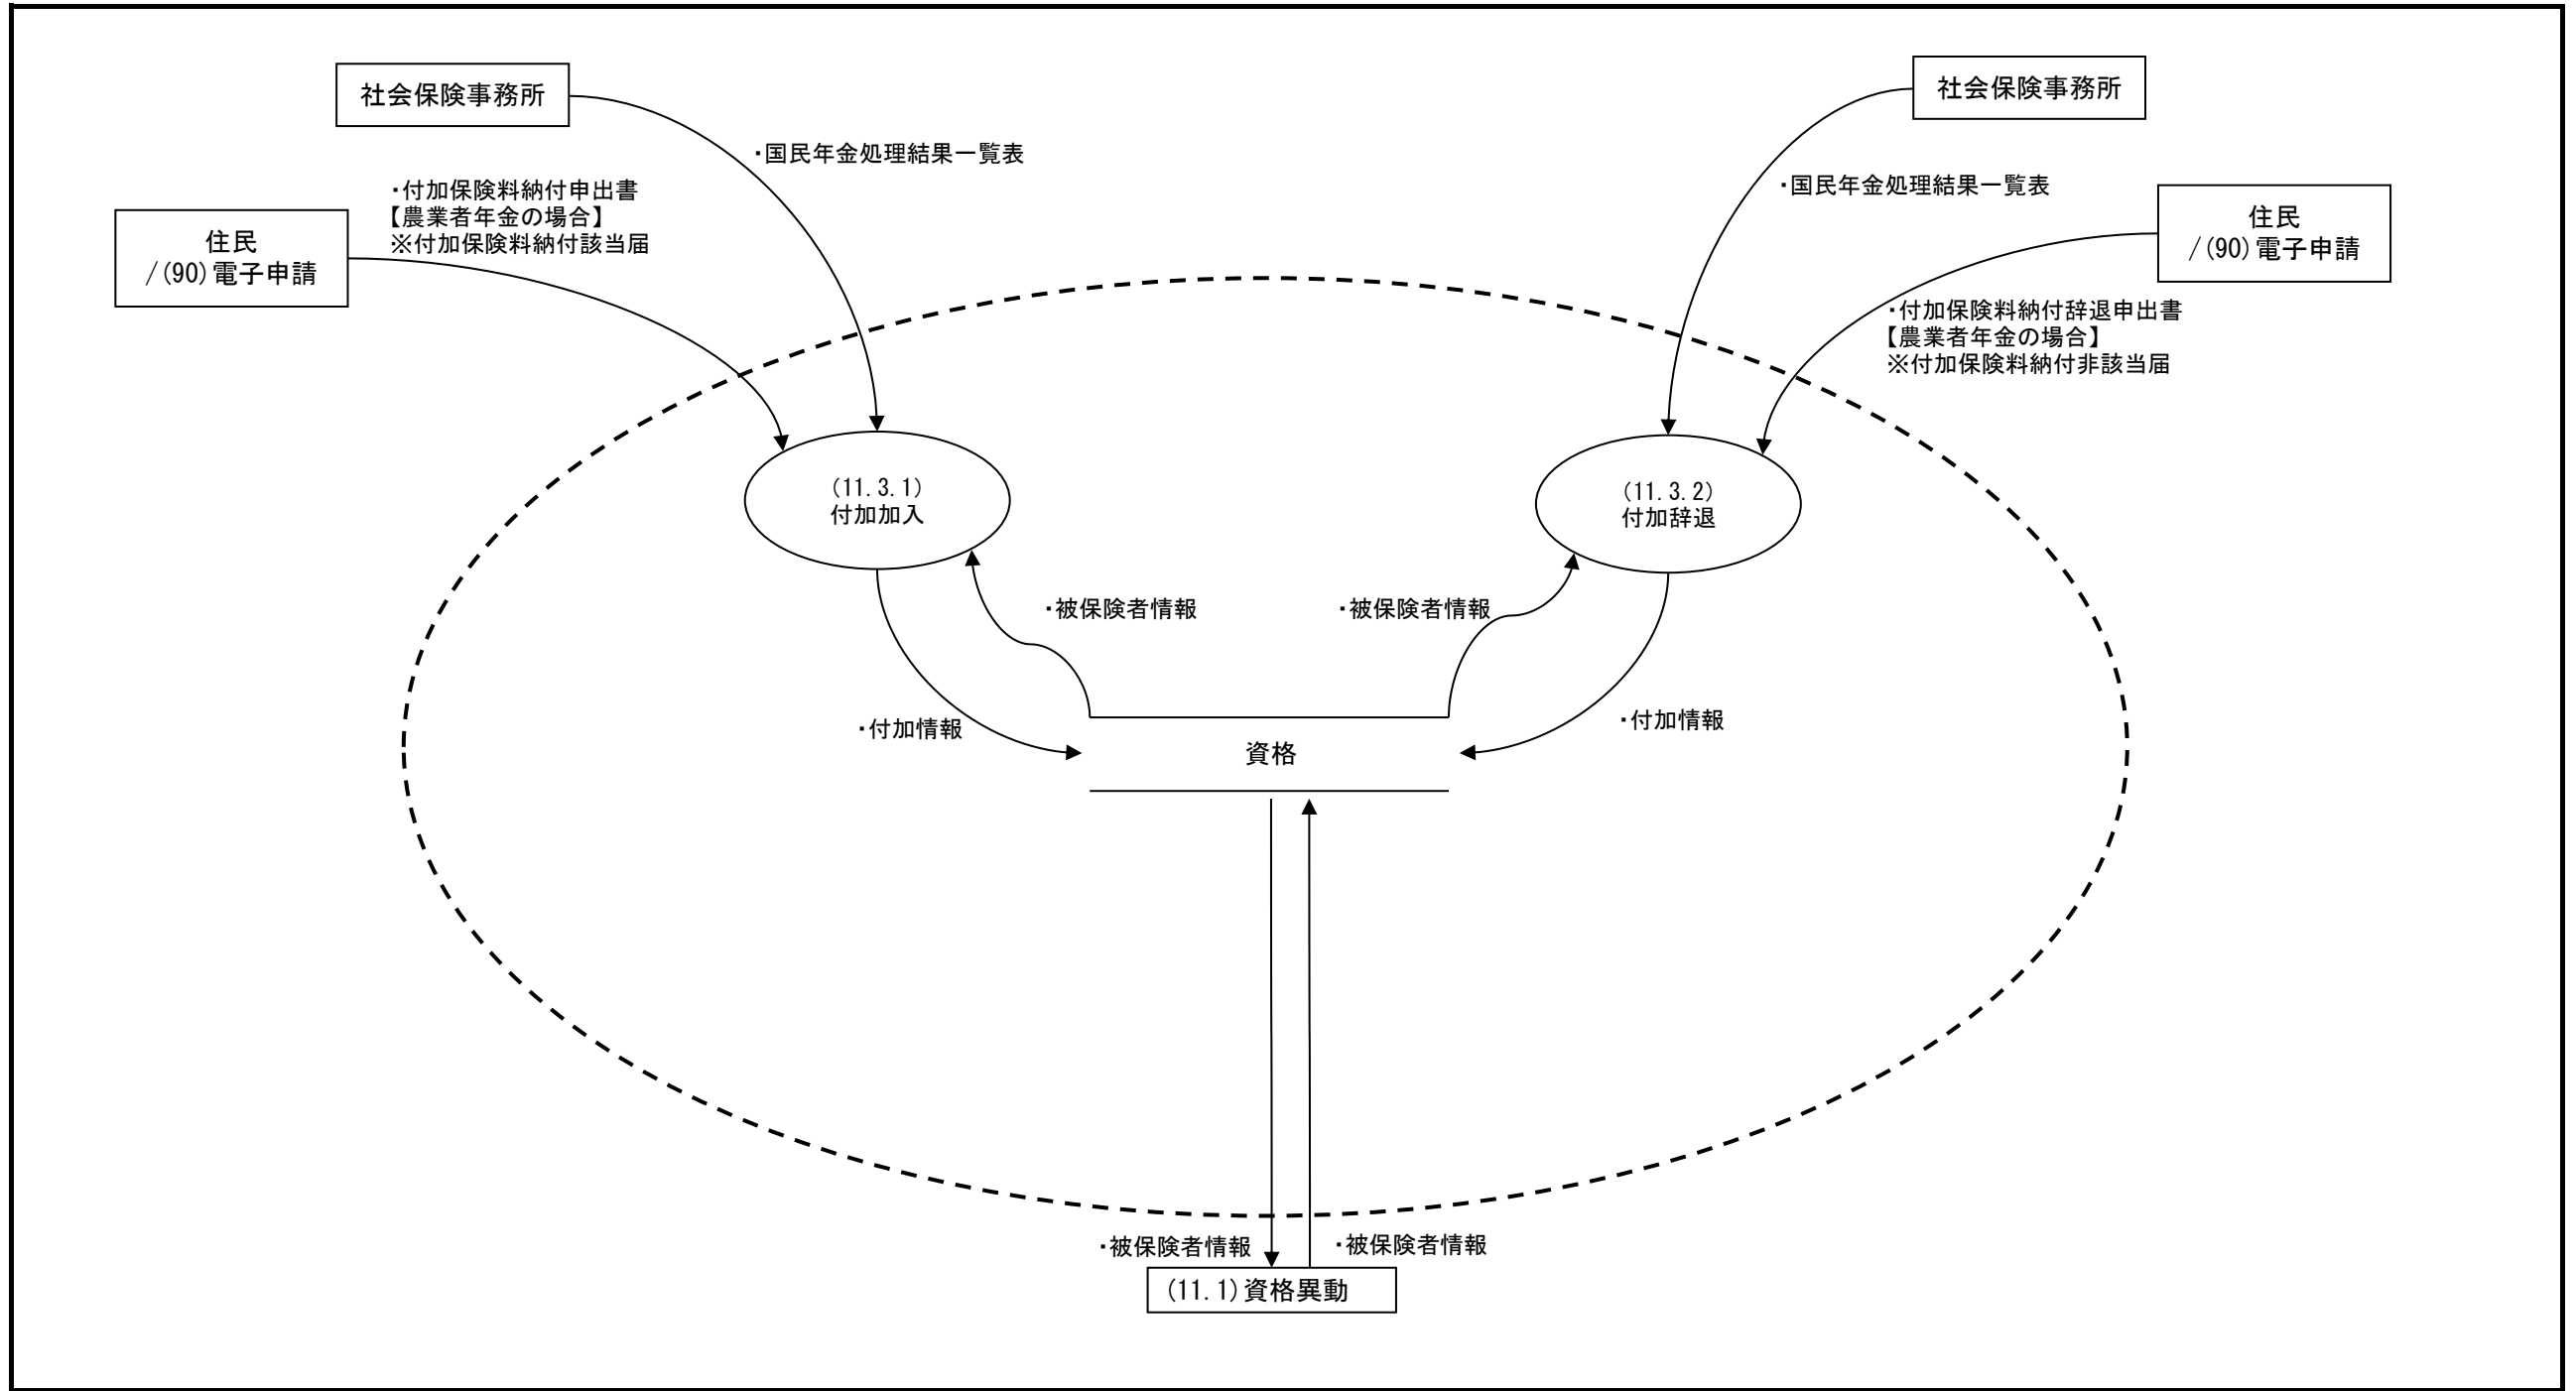 社会保険事務所
社会保険事務所
・国民年金処理結果一覧表
・付加保険料納付申出書
【農業者年金の場合】
※付加保険料納付該当届
・国民年金処理結果一覧表
住民
/(90)電子申請
住民
/(90)電子申請
・付加保険料納付辞退申出書
【農業者年金の場合】
※付加保険料納付非該当届
(11.3.1)
付加加入
(11.3.2)
付加辞退
・被保険者情報
・被保険者情報
・付加情報
・付加情報
資格
・被保険者情報
・被保険者情報
(11.1)資格異動